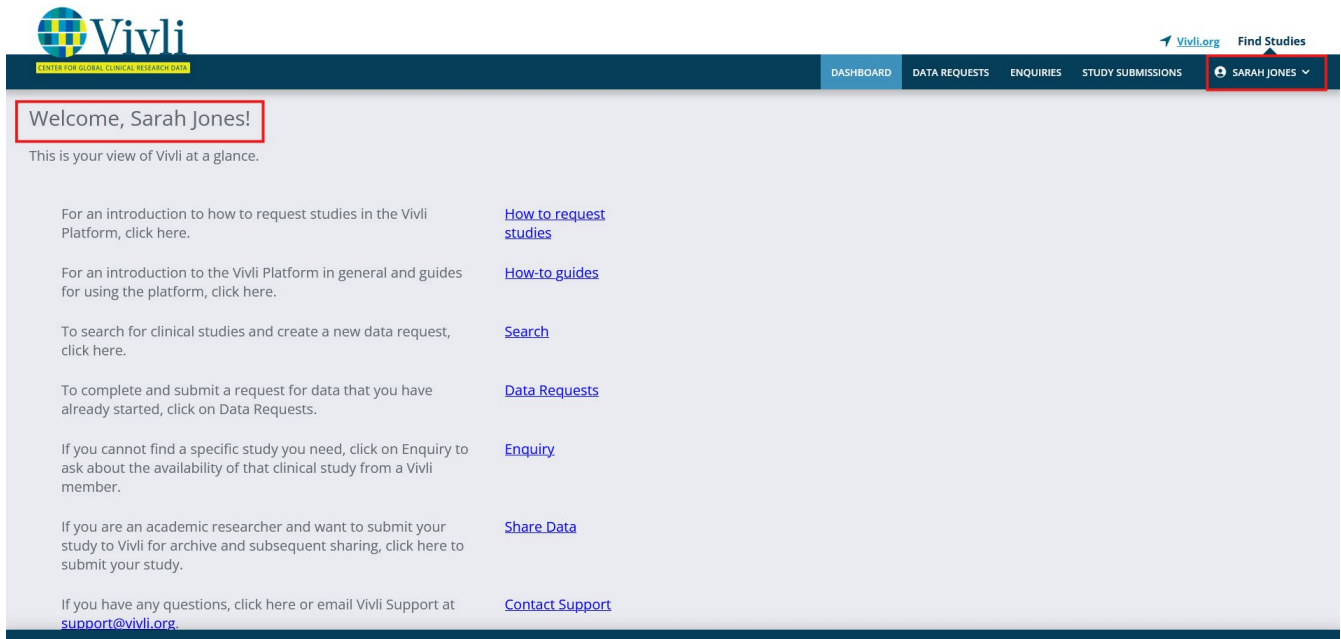 Vivli
CENTER FOR GLOBAL CLINICAL RESEARCH DATA
Vivli.org Find Studies
DASHBOARD DATA REQUESTS ENQUIRIES STUDY SUBMISSIONS SARAH JONES
Welcome, Sarah Jones!
This is your view of Vivli at a glance.
For an introduction to how to request studies in the Vivli
Platform, click here.
How to request
studies
For an introduction to the Vivli Platform in general and guides
for using the platform, click here.
How-to guides
To search for clinical studies and create a new data request,
click here.
Search
To complete and submit a request for data that you have
already started, click on Data Requests.
Data Requests
If you cannot find a specific study you need, click on Enquiry to
ask about the availability of that clinical study from a Vivli
member.
Enquiry
If you are an academic researcher and want to submit your
study to Vivli for archive and subsequent sharing, click here to
submit your study.
Share Data
If you have any questions, click here or email Vivli Support at
support@vivli.org.
Contact Support